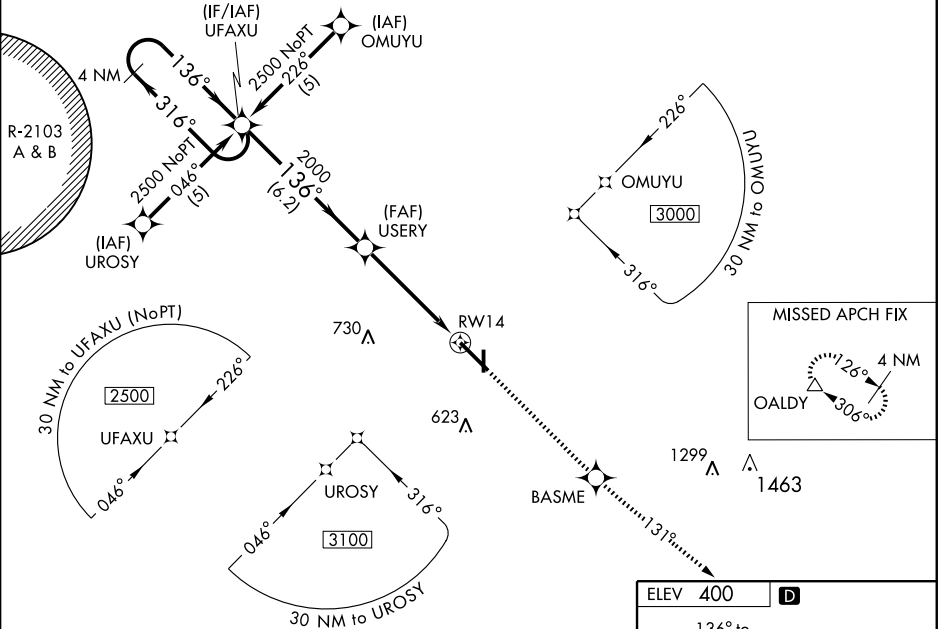 (IF/IAF)
UFAXU
(IAF)
OMUYU
2500 NoPT
226°
(5)
4 NM
136°
316°
R-2103
A & B
2500 NoPT
046°
(5)
(IAF)
UROSY
2000
136°
(6.2)
(FAF)
USERY
226°
OMUYU
3000
316°
30 NM to OMUYU
730
RW14
MISSED APCH FIX
126°
4 NM
OALDY
306°
30 NM to UFAXU (NoPT)
2500
226°
UFAXU
046°
623
UROSY
046°
316°
3100
30 NM to UROSY
1299
1463
BASME
131°
ELEV 400 D
136° to